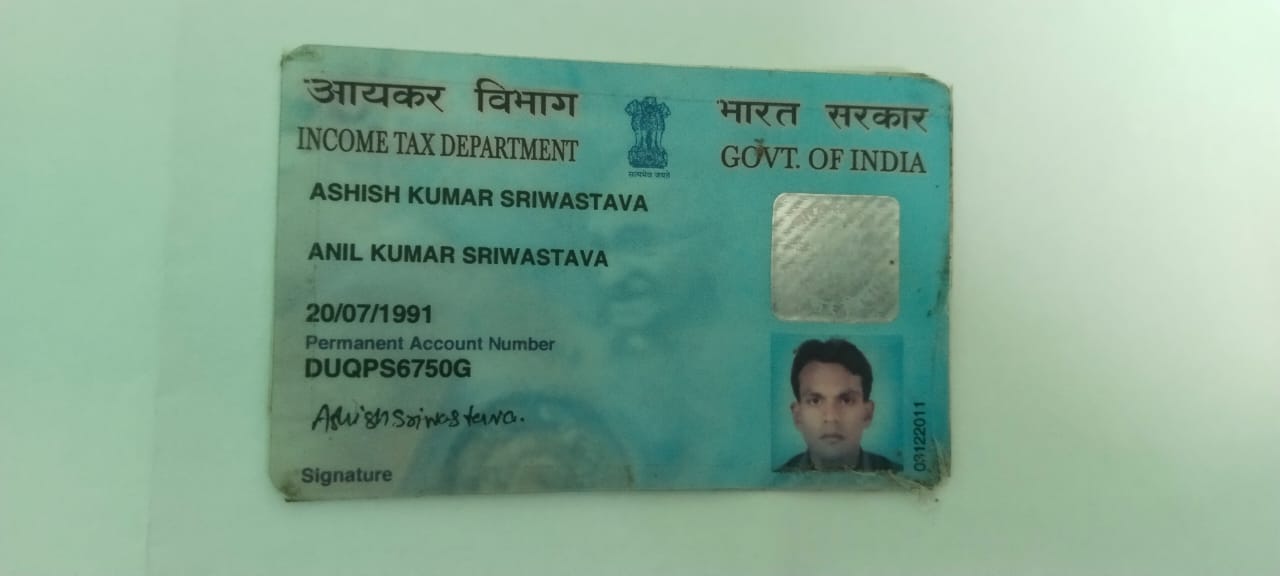 आयकर विभाग
INCOME TAX DEPARTMENT
सत्यमेव जयते
भारत सरकार
GOVT. OF INDIA
ASHISH KUMAR SRIWASTAVA
ANIL KUMAR SRIWASTAVA
20/07/1991
Permanent Account Number
DUQPS6750G
Ashish Sriwastava.
Signature
03122011